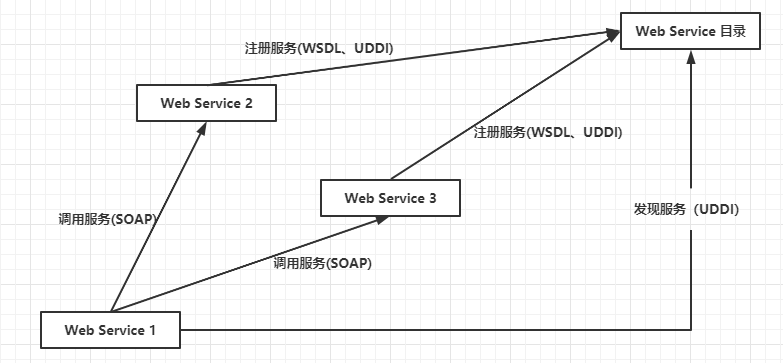 Web Service 目录
注册服务(WSDL、UDDI)
Web Service 2
注册服务(WSDL、UDDI)
Web Service 3
发现服务（UDDI）
调用服务(SOAP)
调用服务(SOAP)
Web Service 1